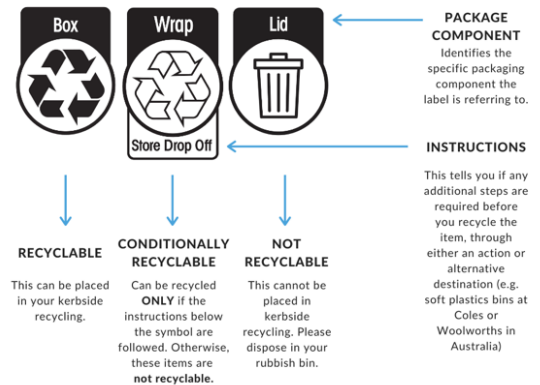 Box
Wrap
Lid
Store Drop Off
PACKAGE
COMPONENT
Identifies the
specific packaging
component the
label is referring to.
INSTRUCTIONS
This tells you if any
additional steps are
required before
you recycle the
item, through
either an action or
alternative
destination (e.g.
soft plastics bins at
Coles or
Woolworths in
Australia)
RECYCLABLE
This can be placed
in your kerbside
recycling.
CONDITIONALLY
RECYCLABLE
Can be recycled
ONLY if the
instructions below
the symbol are
followed. Otherwise,
these items are
not recyclable.
NOT
RECYCLABLE
This cannot be
placed in
kerbside
recycling. Please
dispose in your
rubbish bin.